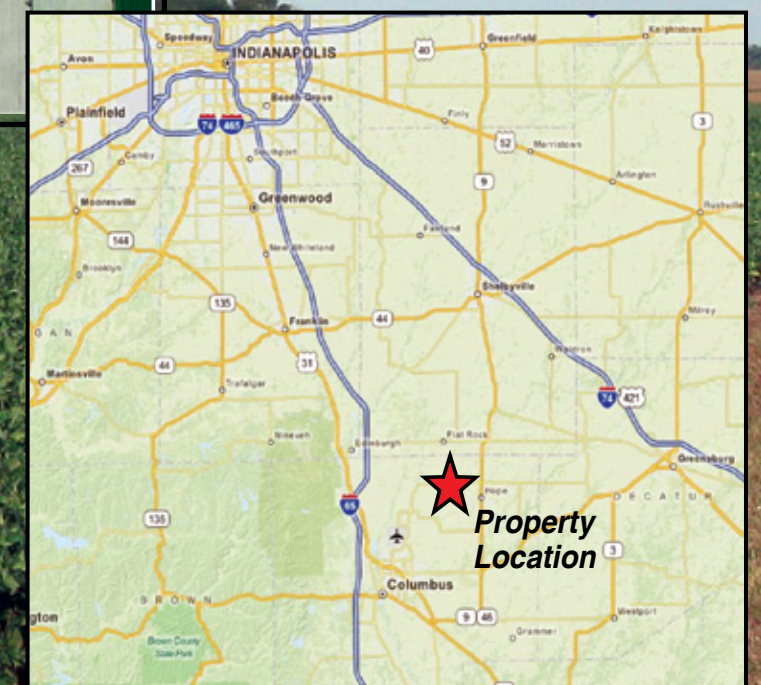 Speedway
INDIANAPOLIS
40
Greenfield
Knightstown
Avon
Beech Grove
Plainfield
74
465
Finly
3
52
Morristown
Camby
Southport
267
9
Arlington
Greenwood
Mooresville
Rushville
Fairland
144
New Whiteland
Brooklyn
Shelbyville
135
44
Milroy
Franklin
G A N
Waldron
44
31
Martinsville
Trafalgar
74
421
Nineveh
Edinburgh
Flat Rock
Greensburg
Hope
D E C A T U R
65
135
Property
Location
3
Columbus
B R O W N
gton
9
46
Westport
Grammer
Brown County
State Park